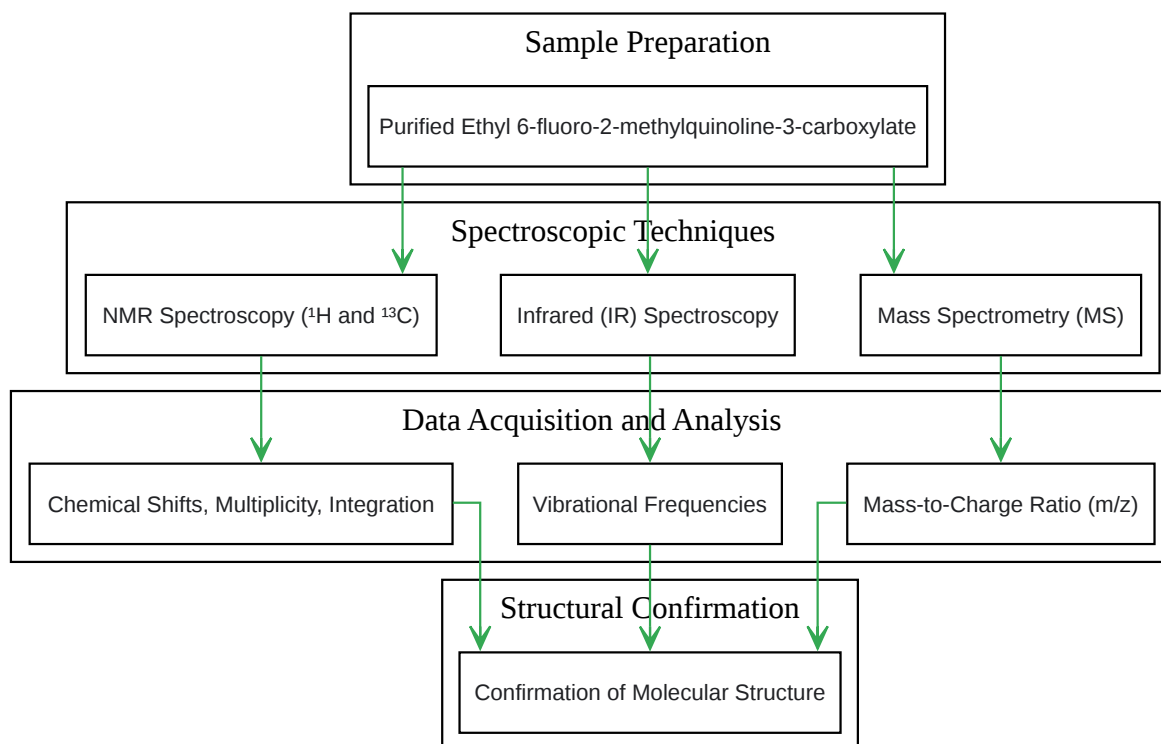 Sample Preparation
Purified Ethyl 6-fluoro-2-methylquinoline-3-carboxylate
Spectroscopic Techniques
NMR Spectroscopy (¹H and ¹³C)
Infrared (IR) Spectroscopy
Mass Spectrometry (MS)
Data Acquisition and Analysis
Chemical Shifts, Multiplicity, Integration
Vibrational Frequencies
Mass-to-Charge Ratio (m/z)
Structural Confirmation
Confirmation of Molecular Structure